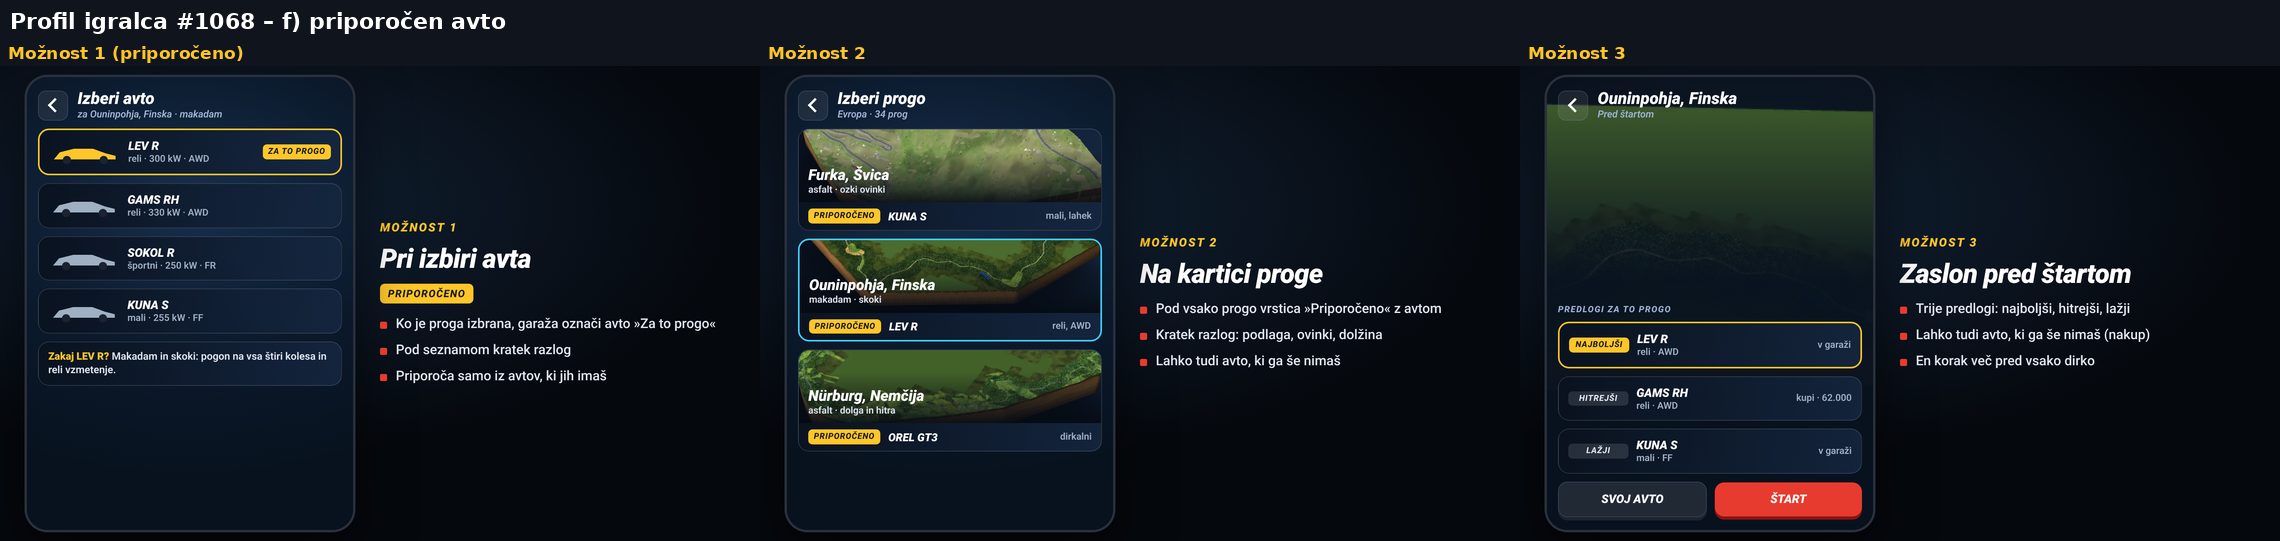 Profil igralca #1068 – f) priporočen avto
Možnost 1 (priporočeno)
Izberi avto
za Ouninpohja, Finska · makadam
LEV R
reli · 300 kW · AWD
ZA TO PROGO
GAMS RH
reli · 330 kW · AWD
SOKOL R
športni · 250 kW · FR
KUNA S
mali · 255 kW · FF
Zakaj LEV R? Makadam in skoki: pogon na vsa štiri kolesa in
reli vzmetenje.
MOŽNOST 1
Pri izbiri avta
PRIPOROČENO
Ko je proga izbrana, garaža označi avto »Za to progo«
Pod seznamom kratek razlog
Priporoča samo iz avtov, ki jih imaš
Možnost 2
Izberi progo
Evropa · 34 prog
Furka, Švica
asfalt · ozki ovinki
PRIPOROČENO KUNA S mali, lahek
Ouninpohja, Finska
makadam · skoki
PRIPOROČENO LEV R reli, AWD
Nürburg, Nemčija
asfalt · dolga in hitra
PRIPOROČENO OREL GT3 dirkalni
MOŽNOST 2
Na kartici proge
Pod vsako progo vrstica »Priporočeno« z avtom
Kratek razlog: podlaga, ovinki, dolžina
Lahko tudi avto, ki ga še nimaš
Možnost 3
Ouninpohja, Finska
Pred štartom
PREDLOGI ZA TO PROGO
NAJBOLJŠI
LEV R
reli · AWD
v garaži
HITREJŠI
GAMS RH
reli · AWD
kupi · 62.000
LAŽJI
KUNA S
mali · FF
v garaži
SVOJ AVTO
ŠTART
MOŽNOST 3
Zaslon pred štartom
Trije predlogi: najboljši, hitrejši, lažji
Lahko tudi avto, ki ga še nimaš (nakup)
En korak več pred vsako dirko